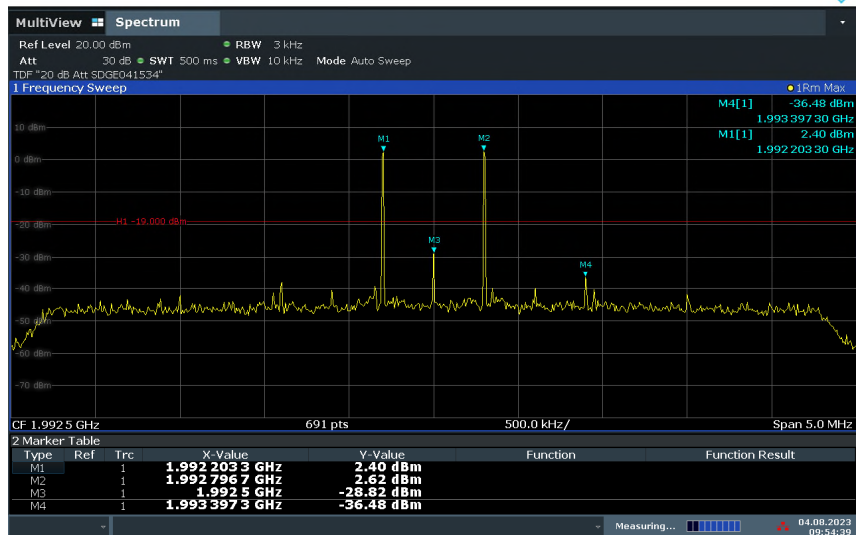 MultiView Spectrum
Ref Level 20.00 dBm RBW 3 kHz
Att 30 dB SWT 500 ms VBW 10 kHz Mode Auto Sweep
TDF "20 dB Att SDGE041534"
1 Frequency Sweep 1Rm Max
M4[1] -36.48 dBm
1.993 397 30 GHz
M1[1] 2.40 dBm
1.992 203 30 GHz
10 dBm
M1 M2
0 dBm
-10 dBm
H1 -19.000 dBm
-20 dBm
M3
-30 dBm
M4
-40 dBm
-50 dBm
-60 dBm
-70 dBm
CF 1.992 5 GHz 691 pts 500.0 kHz/ Span 5.0 MHz
2 Marker Table
Type Ref Trc X-Value Y-Value Function Function Result
M1 1 1.992 203 3 GHz 2.40 dBm
M2 1 1.992 796 7 GHz 2.62 dBm
M3 1 1.992 5 GHz -28.82 dBm
M4 1 1.993 397 3 GHz -36.48 dBm
Measuring... 04.08.2023
09:54:39